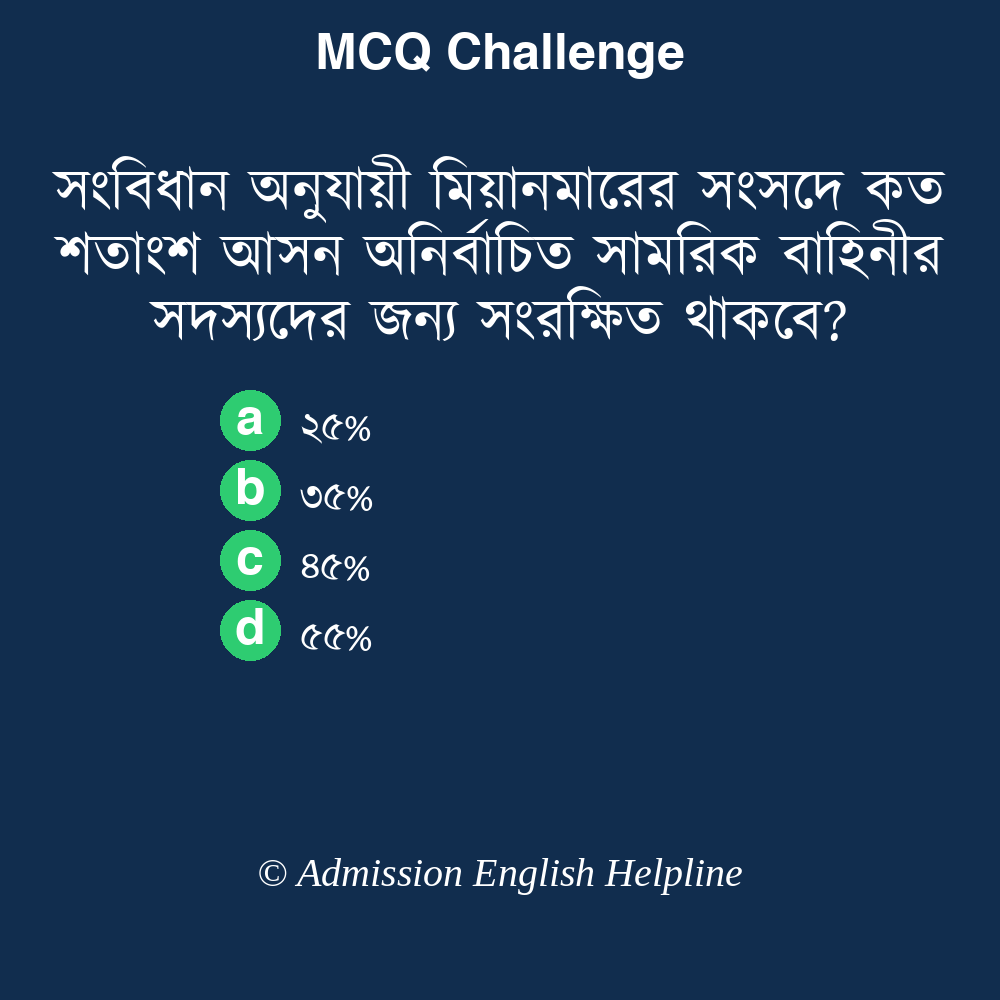 MCQ Challenge
সংবিধান অনুযায়ী মিয়ানমারের সংসদে কত
শতাংশ আসন অনির্বাচিত সামরিক বাহিনীর
সদস্যদের জন্য সংরক্ষিত থাকবে?
a ২৫%
b ৩৫%
c ৪৫%
d ৫৫%
© Admission English Helpline